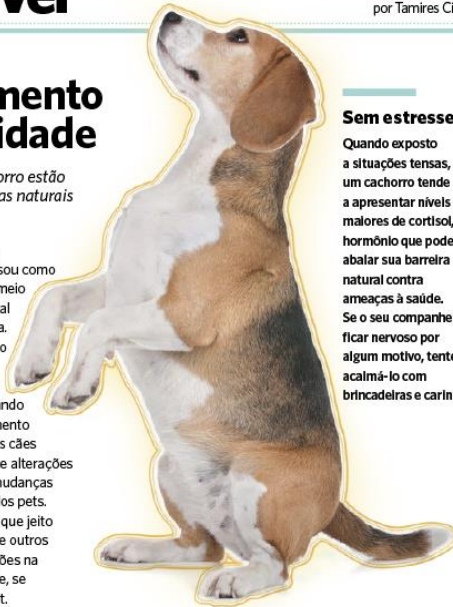 vel
por Tamires Ci
mento
idade
orro estão
as naturais
sou como
meio
al
a.
o
ndo
mento
s cães
e alterações
nudanças
los pets.
que jeito
e outros
ões na
e, se
t.
Sem estresse
Quando exposto
a situações tensas,
um cachorro tende
a apresentar níveis
maiores de cortisol,
hormônio que pode
abalar sua barreira
natural contra
ameaças à saúde.
Se o seu companhe
ficar nervoso por
algum motivo, tente
acalmá-lo com
brincadeiras e carin